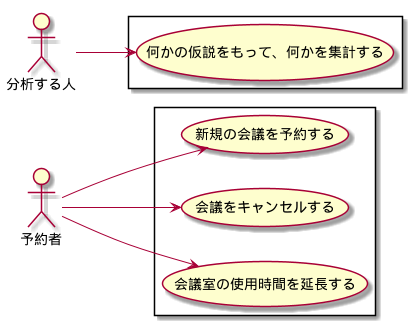 分析する人
何かの仮説をもって、何かを集計する
予約者
新規の会議を予約する
会議をキャンセルする
会議室の使用時間を延長する